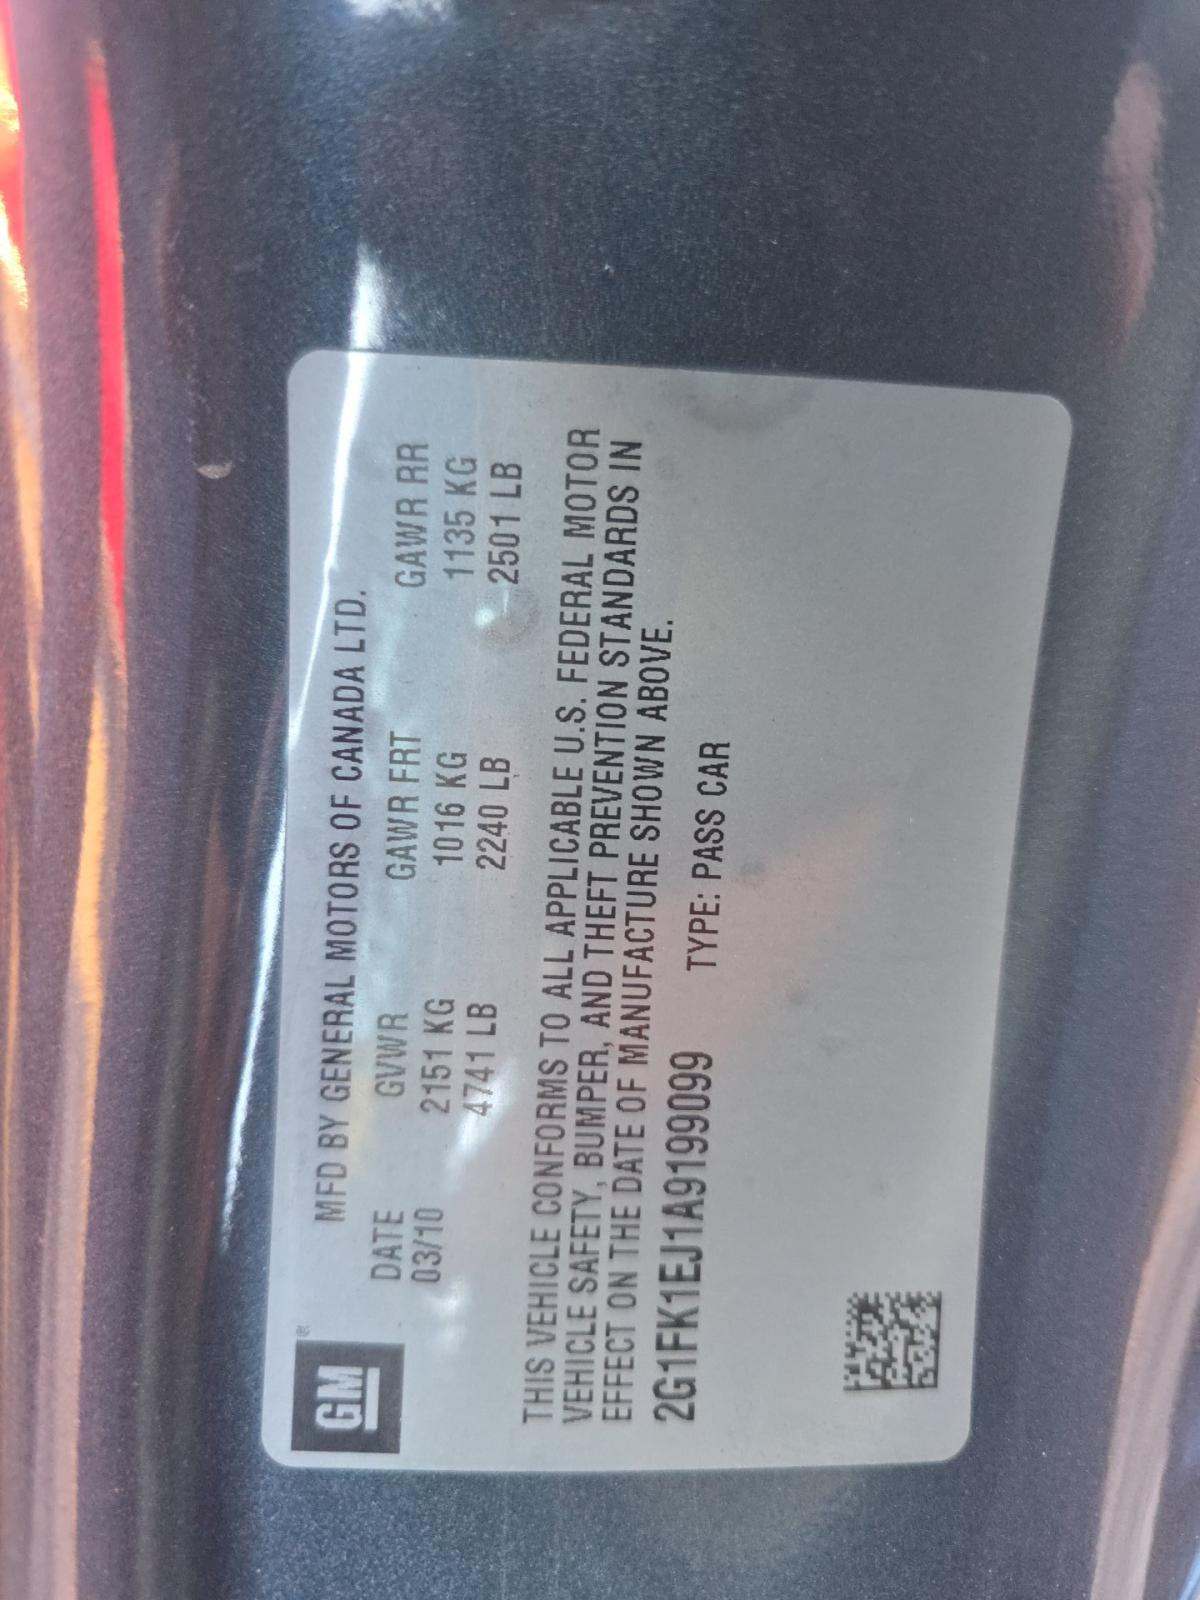 GM®
MFD BY GENERAL MOTORS OF CANADA LTD.
DATE GVWR GAWR FRT GAWR RR
03/10 2151 KG 1016 KG 1135 KG
4741 LB 2240 LB 2501 LB
THIS VEHICLE CONFORMS TO ALL APPLICABLE U.S. FEDERAL MOTOR
VEHICLE SAFETY, BUMPER, AND THEFT PREVENTION STANDARDS IN
EFFECT ON THE DATE OF MANUFACTURE SHOWN ABOVE.
2G1FK1EJ1A9199099 TYPE: PASS CAR